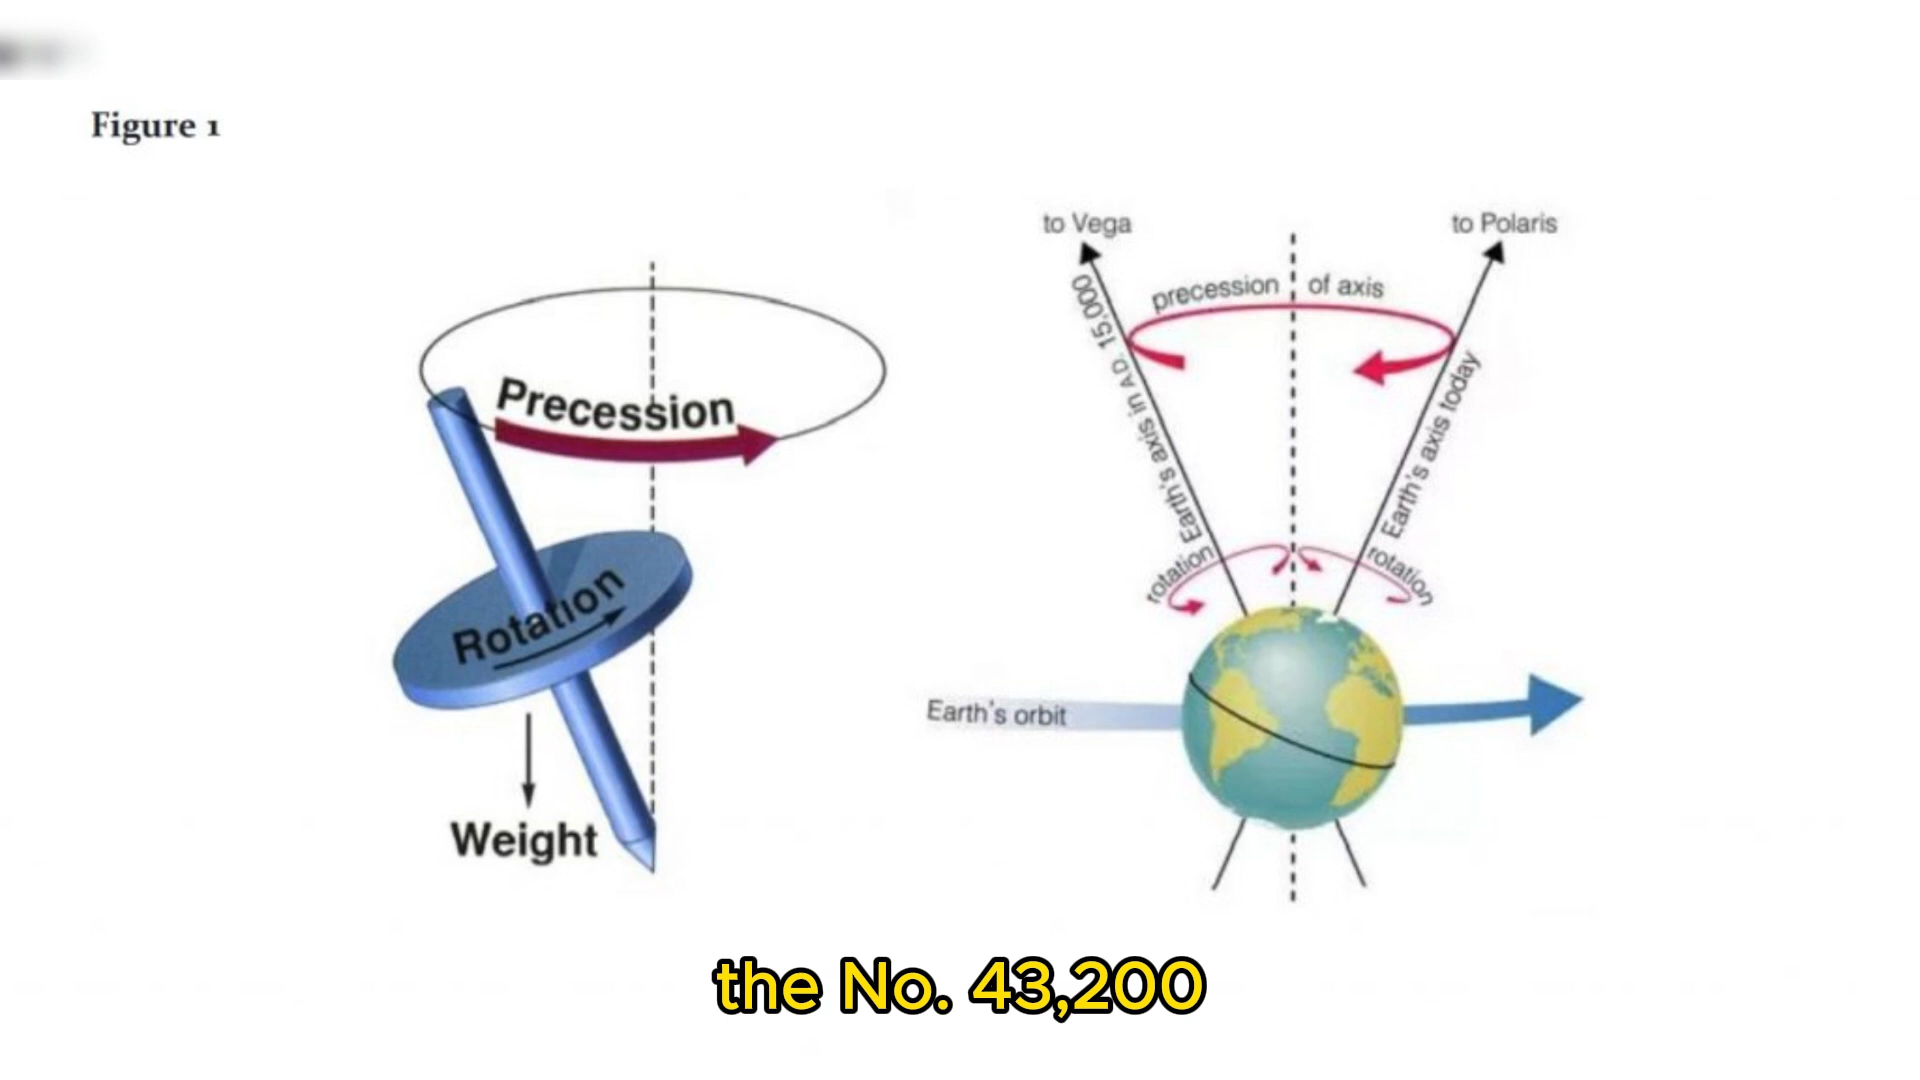 Figure 1
Precession
Rotation
Weight
to Vega
to Polaris
precession of axis
Earth's axis in A.D. 15,000
Earth's axis today
rotation
rotation
Earth's orbit
the No. 43,200